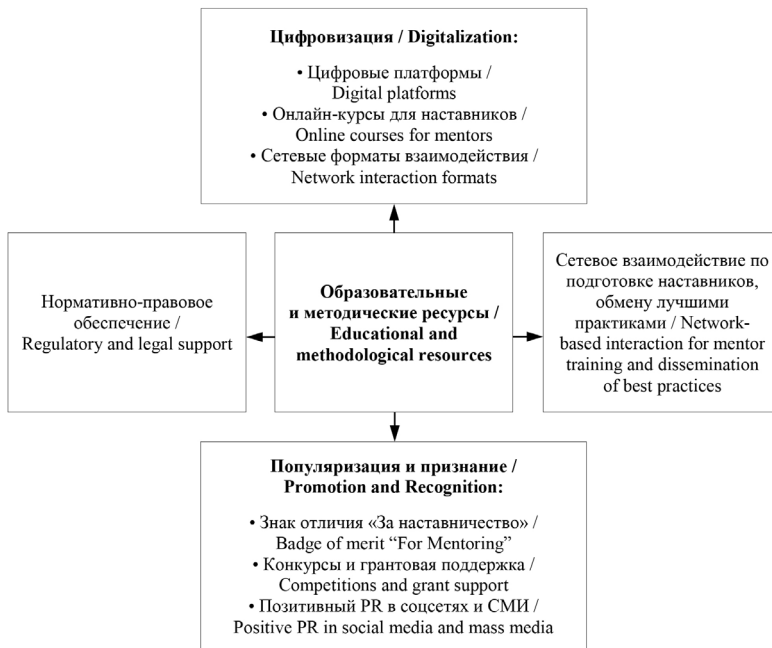 Цифровизация / Digitalization:
• Цифровые платформы /
Digital platforms
• Онлайн-курсы для наставников /
Online courses for mentors
• Сетевые форматы взаимодействия /
Network interaction formats
Нормативно-правовое
обеспечение /
Regulatory and legal support
Образовательные
и методические ресурсы /
Educational and
methodological resources
Сетевое взаимодействие по
подготовке наставников,
обмену лучшими
практиками / Network-
based interaction for mentor
training and dissemination
of best practices
Популяризация и признание /
Promotion and Recognition:
• Знак отличия «За наставничество» /
Badge of merit “For Mentoring”
• Конкурсы и грантовая поддержка /
Competitions and grant support
• Позитивный PR в соцсетях и СМИ /
Positive PR in social media and mass media